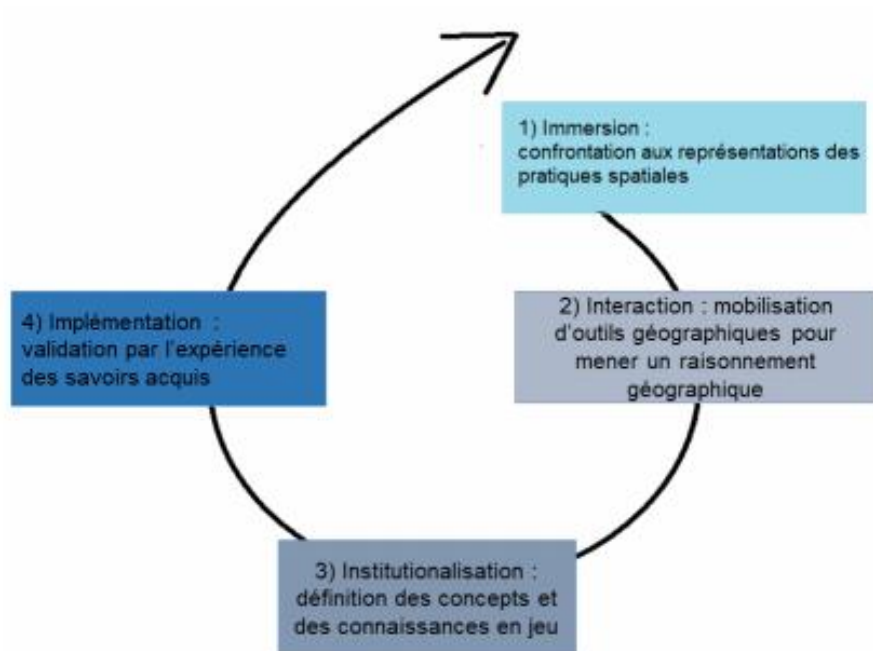 1) Immersion :
confrontation aux représentations des
pratiques spatiales
2) Interaction : mobilisation
d'outils géographiques pour
mener un raisonnement
géographique
3) Institutionalisation :
définition des concepts et
des connaissances en jeu
4) Implémentation :
validation par l'expérience
des savoirs acquis